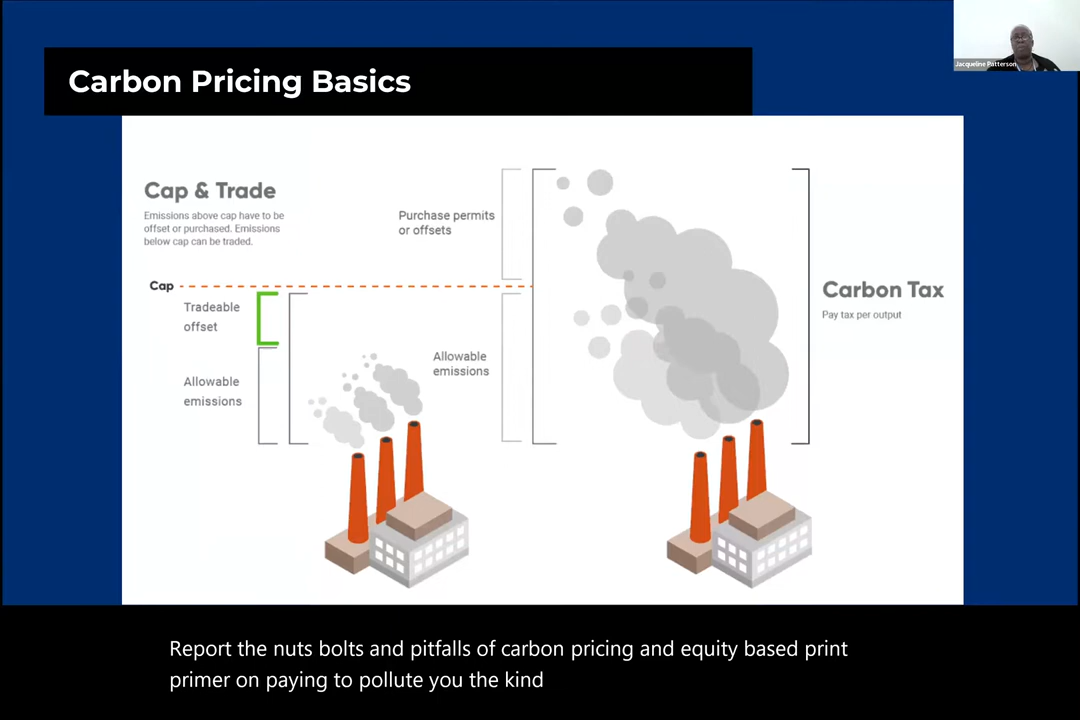 Jacqueline Patterson
Carbon Pricing Basics
Cap & Trade
Emissions above cap have to be
offset or purchased. Emissions
below cap can be traded.
Purchase permits
or offsets
Cap
Tradeable
offset
Allowable
emissions
Allowable
emissions
Carbon Tax
Pay tax per output
Report the nuts bolts and pitfalls of carbon pricing and equity based print
primer on paying to pollute you the kind